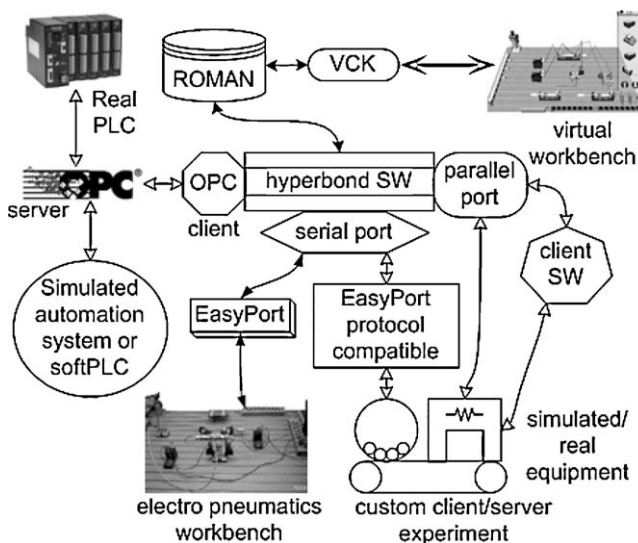 ROMAN
VCK
Real
PLC
virtual
workbench
OPC®
server
OPC
client
hyperbond SW
parallel
port
serial port
client
SW
Simulated
automation
system or
softPLC
EasyPort
EasyPort
protocol
compatible
simulated/
real
equipment
electro pneumatics
workbench
custom client/server
experiment